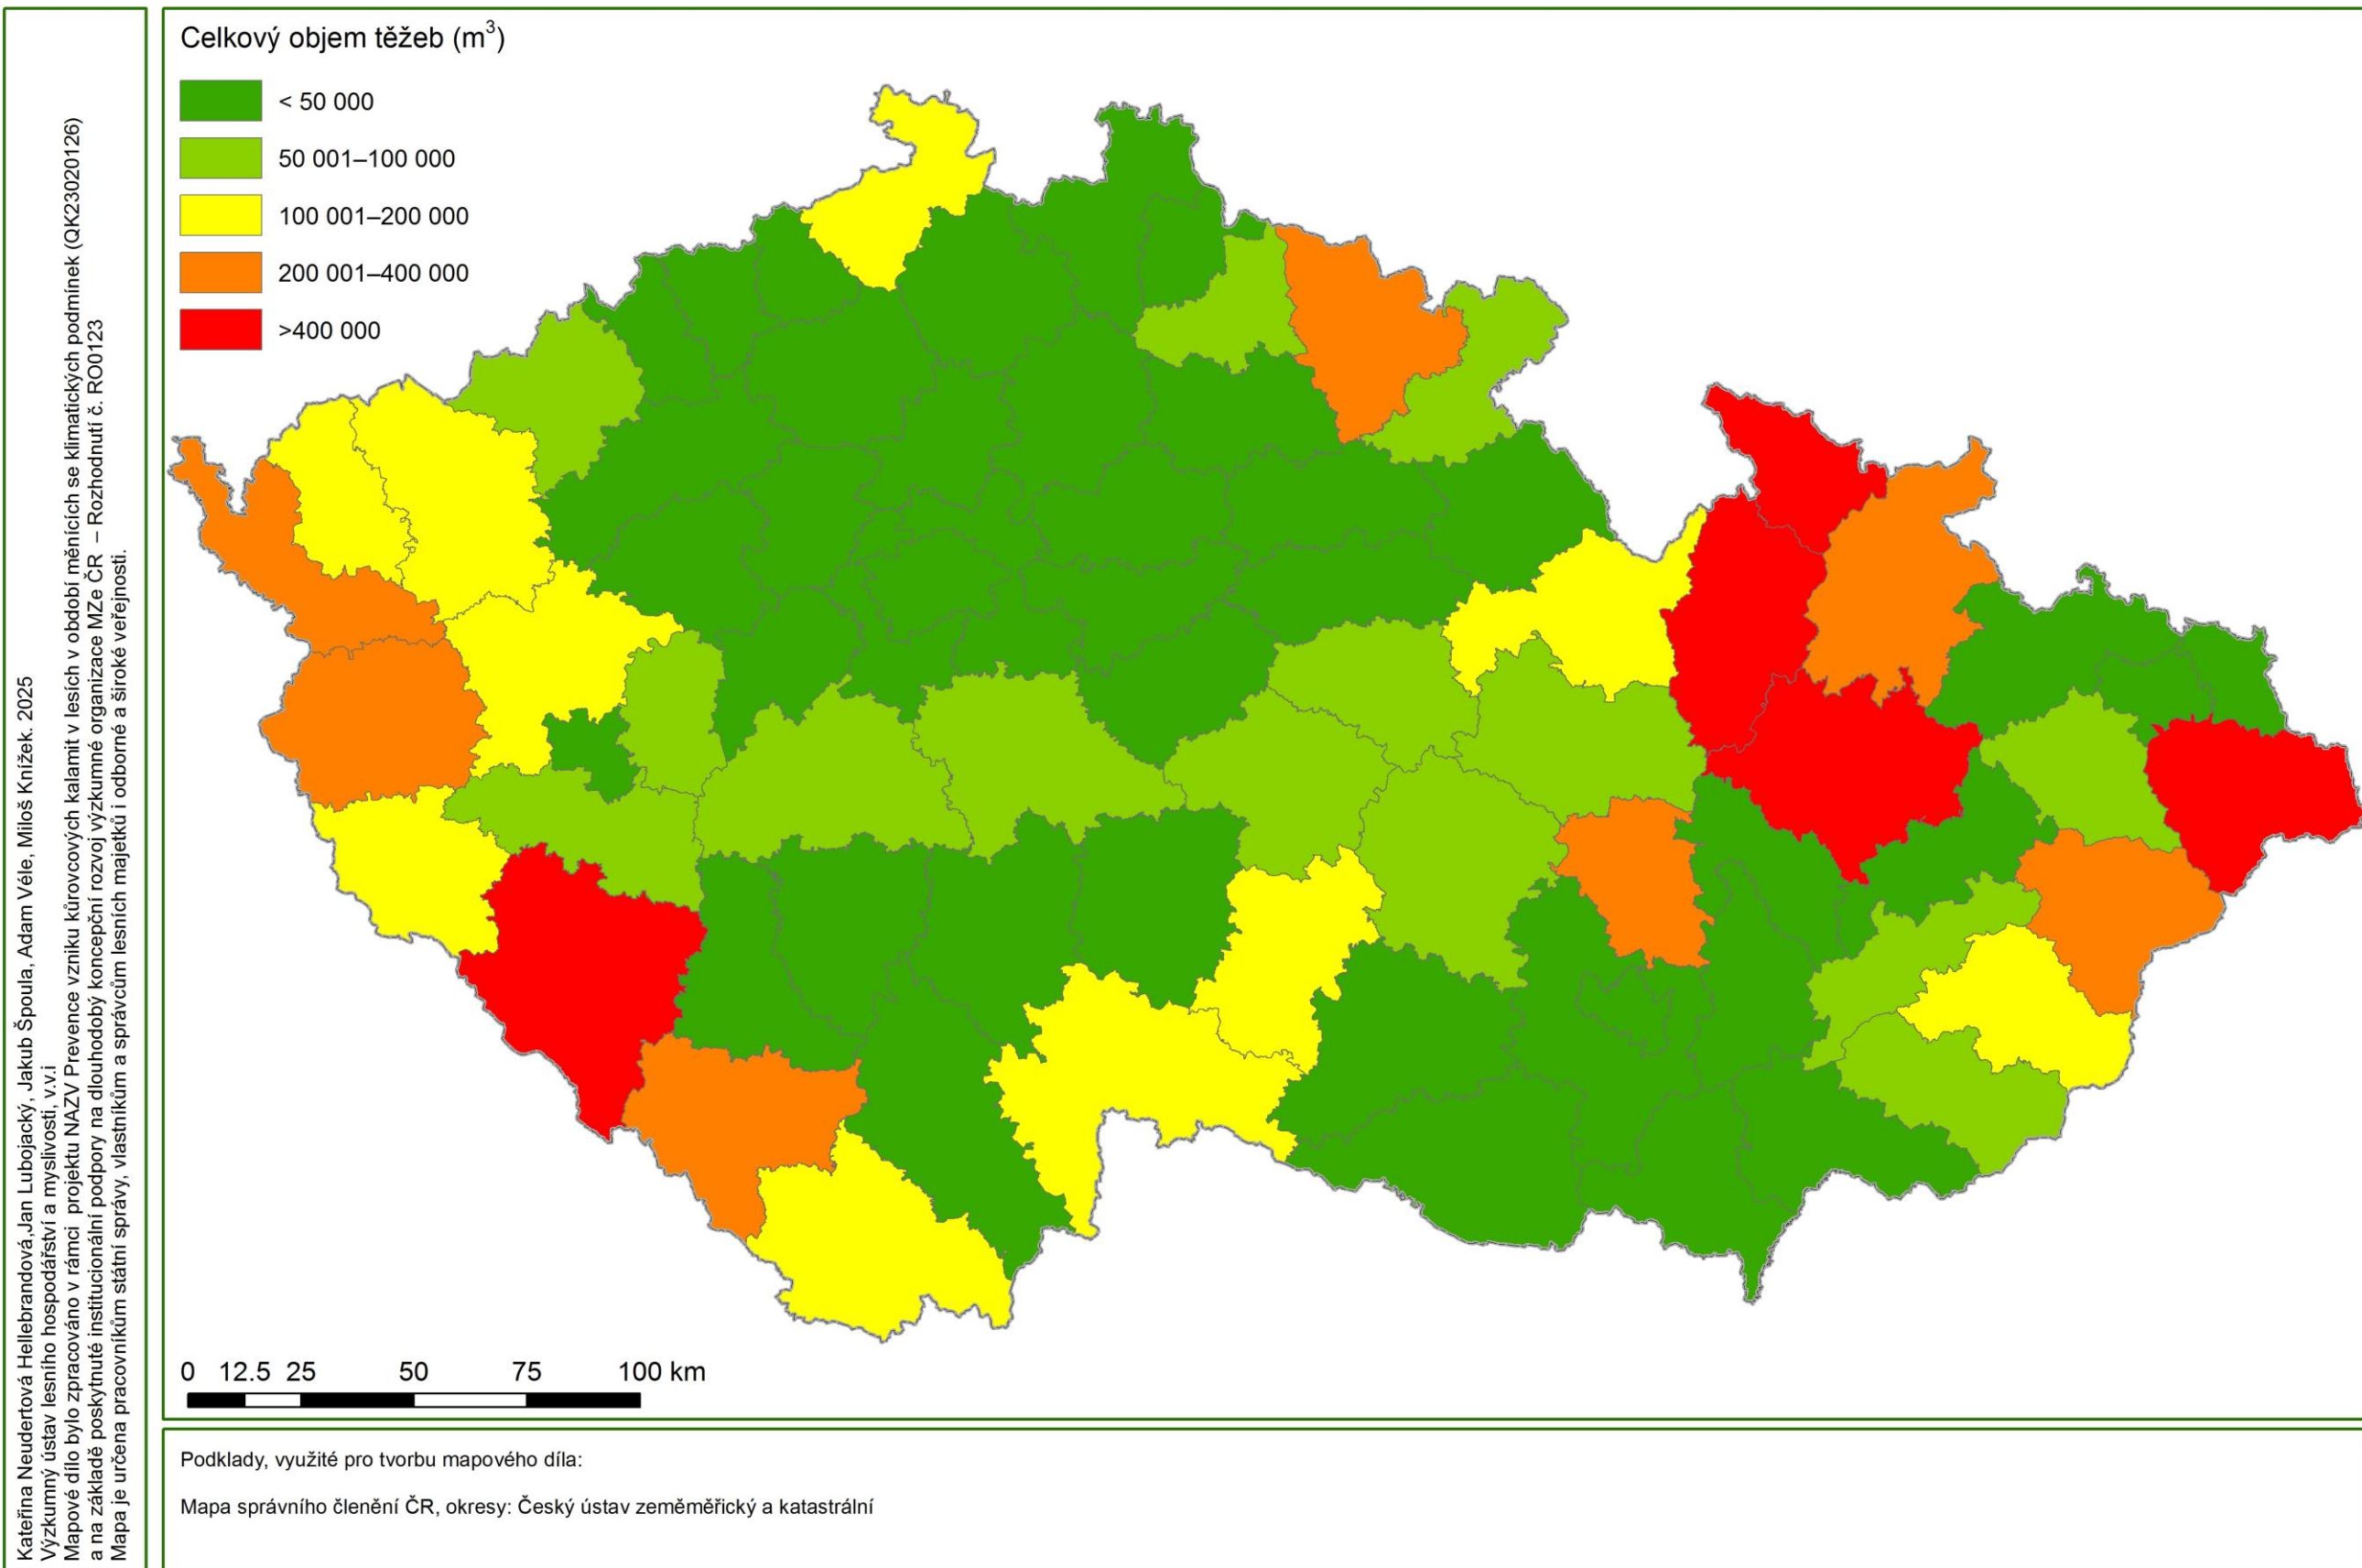 Celkový objem těžeb (m³)
< 50 000
50 001–100 000
100 001–200 000
200 001–400 000
>400 000
0 12.5 25 50 75 100 km
Podklady, využité pro tvorbu mapového díla:
Mapa správního členění ČR, okresy: Český ústav zeměměřický a katastrální
Kateřina Neudertová Hellebrandová,Jan Lubojacký, Jakub Špoula, Adam Véle, Miloš Knížek. 2025
Výzkumný ústav lesního hospodářství a myslivosti, v.v.i
Mapové dílo bylo zpracováno v rámci projektu NAZV Prevence vzniku kůrovcových kalamit v lesích v období měnících se klimatických podmínek (QK23020126)
a na základě poskytnuté institucionální podpory na dlouhodobý koncepční rozvoj výzkumné organizace MZe ČR – Rozhodnutí č. RO0123
Mapa je určena pracovníkům státní správy, vlastníkům a správcům lesních majetků i odborné a široké veřejnosti.